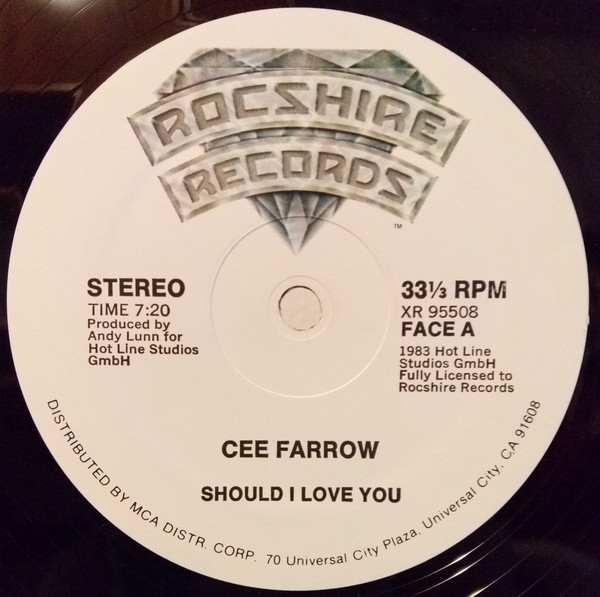 ROCSHIRE
RECORDS
™
STEREO
TIME 7:20
Produced by
Andy Lunn for
Hot Line Studios
GmbH
33⅓ RPM
XR 95508
FACE A
1983 Hot Line
Studios GmbH
Fully Licensed to
Rocshire Records
CEE FARROW
SHOULD I LOVE YOU
DISTRIBUTED BY MCA DISTR. CORP. 70 Universal City Plaza, Universal City, CA 91608